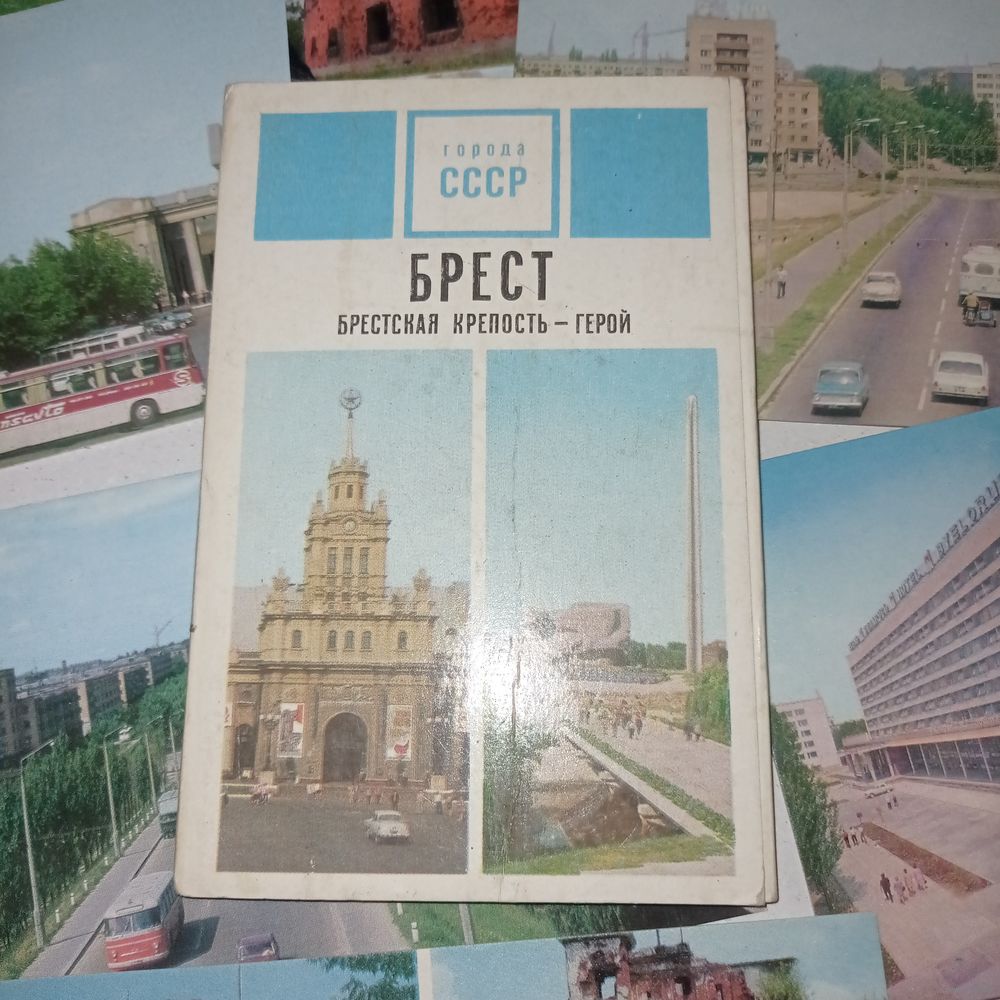 города
СССР
БРЕСТ
БРЕСТСКАЯ КРЕПОСТЬ – ГЕРОЙ